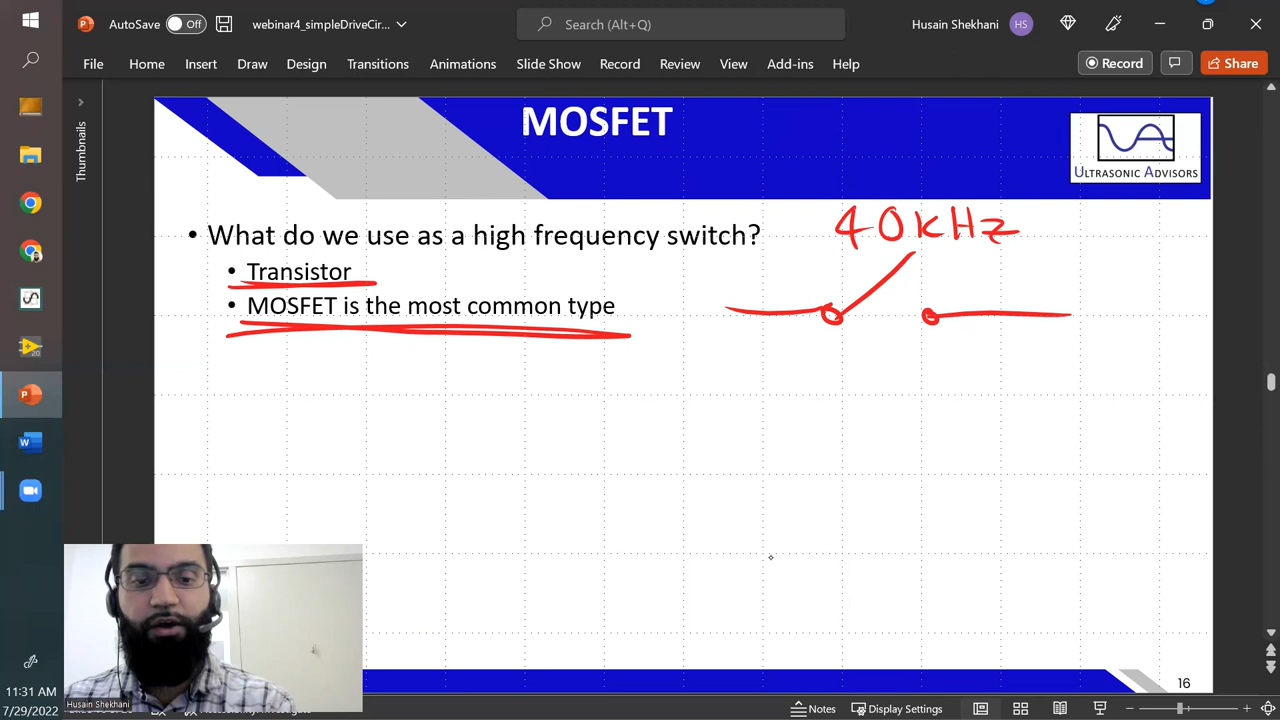 AutoSave Off webinar4_simpleDriveCir... Search (Alt+Q) Husain Shekhani HS
File Home Insert Draw Design Transitions Animations Slide Show Record Review View Add-ins Help Record Share
Thumbnails
MOSFET
ULTRASONIC ADVISORS
40kHz
• What do we use as a high frequency switch?
• Transistor
• MOSFET is the most common type
16
Husain Shekhani
11:31 AM
7/29/2022
Notes Display Settings